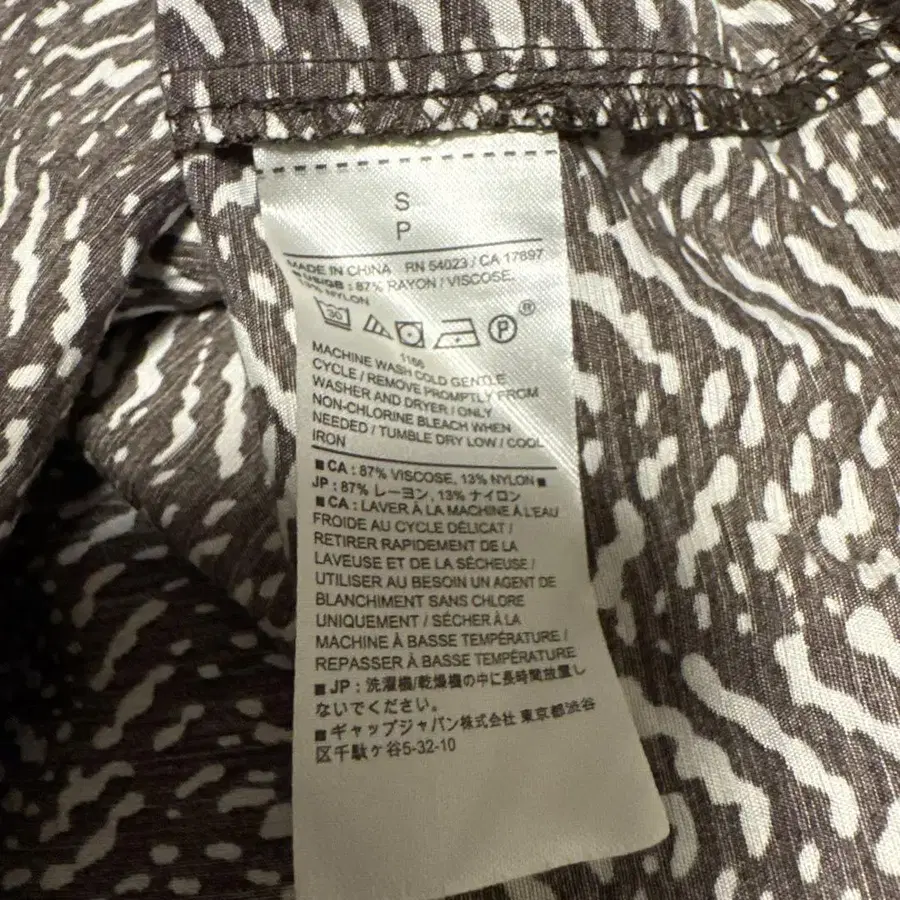 S
P
MADE IN CHINA RN 54023 / CA 17897
US/GB : 87% RAYON / VISCOSE,
13% NYLON
30
P
®
1166
MACHINE WASH COLD GENTLE
CYCLE / REMOVE PROMPTLY FROM
WASHER AND DRYER / ONLY
NON-CHLORINE BLEACH WHEN
NEEDED / TUMBLE DRY LOW / COOL
IRON
■ CA : 87% VISCOSE, 13% NYLON ■
JP : 87% レーヨン, 13% ナイロン
■ CA : LAVER À LA MACHINE À L'EAU
FROIDE AU CYCLE DÉLICAT /
RETIRER RAPIDEMENT DE LA
LAVEUSE ET DE LA SÉCHEUSE /
UTILISER AU BESOIN UN AGENT DE
BLANCHIMENT SANS CHLORE
UNIQUEMENT / SÉCHER À LA
MACHINE À BASSE TEMPÉRATURE /
REPASSER À BASSE TEMPÉRATURE
■ JP : 洗濯機/乾燥機の中に長時間放置し
ないでください。
■ ギャップジャパン株式会社 東京都渋谷
区千駄ケ谷5-32-10